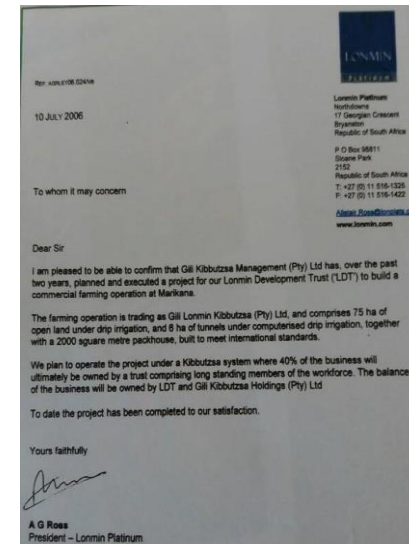 LONMIN
PLATINUM
10 JULY 2006
Lonmin Platinum
Northdowns
17 Georgian Crescent
Bryanston
Republic of South Africa
P O Box 98811
Sloane Park
2152
Republic of South Africa
T: +27 (0) 11 516-1325
F: +27 (0) 11 516-1422
www.lonmin.com
To whom it may concern
Dear Sir
I am pleased to be able to confirm that Gili Kibbutzsa Management (Pty) Ltd has, over the past
two years, planned and executed a project for our Lonmin Development Trust ('LDT') to build a
commercial farming operation at Marikana.
The farming operation is trading as Gili Lonmin Kibbutzsa (Pty) Ltd, and comprises 75 ha of
open land under drip irrigation, and 6 ha of tunnels under computerised drip irrigation, together
with a 2000 square metre packhouse, built to meet international standards.
We plan to operate the project under a Kibbutzsa system where 40% of the business will
ultimately be owned by a trust comprising long standing members of the workforce. The balance
of the business will be owned by LDT and Gili Kibbutzsa Holdings (Pty) Ltd
To date the project has been completed to our satisfaction.
Yours faithfully
A G Ross
President – Lonmin Platinum